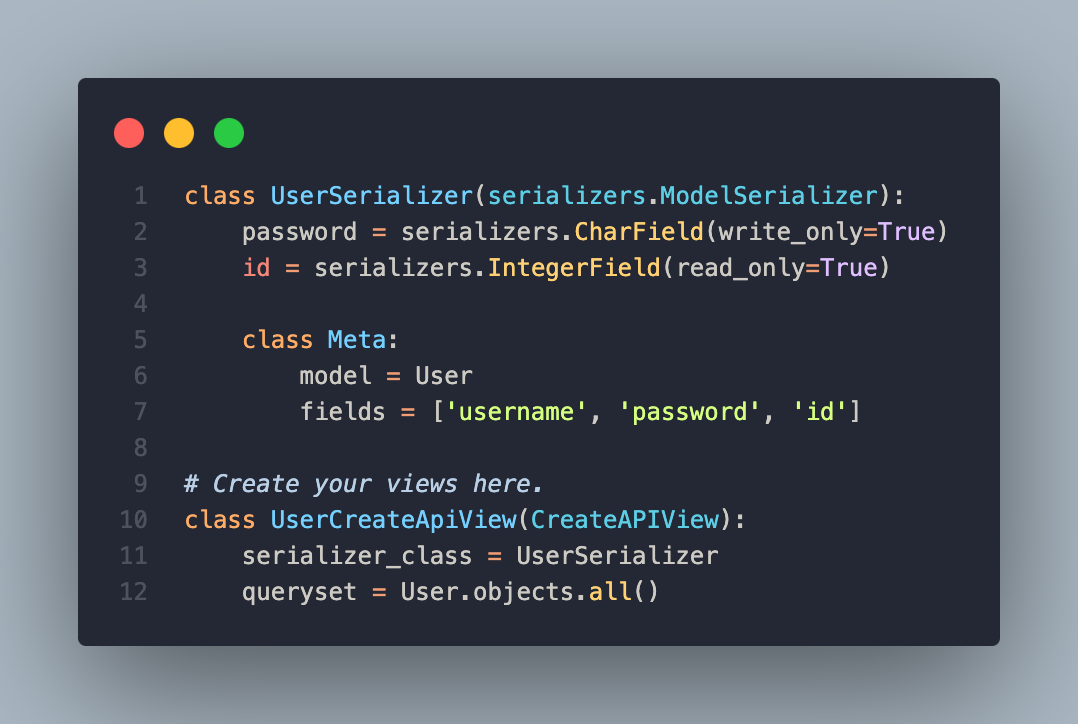 1 class UserSerializer(serializers.ModelSerializer):
2     password = serializers.CharField(write_only=True)
3     id = serializers.IntegerField(read_only=True)
4
5     class Meta:
6         model = User
7         fields = ['username', 'password', 'id']
8
9 # Create your views here.
10 class UserCreateApiView(CreateAPIView):
11     serializer_class = UserSerializer
12     queryset = User.objects.all()